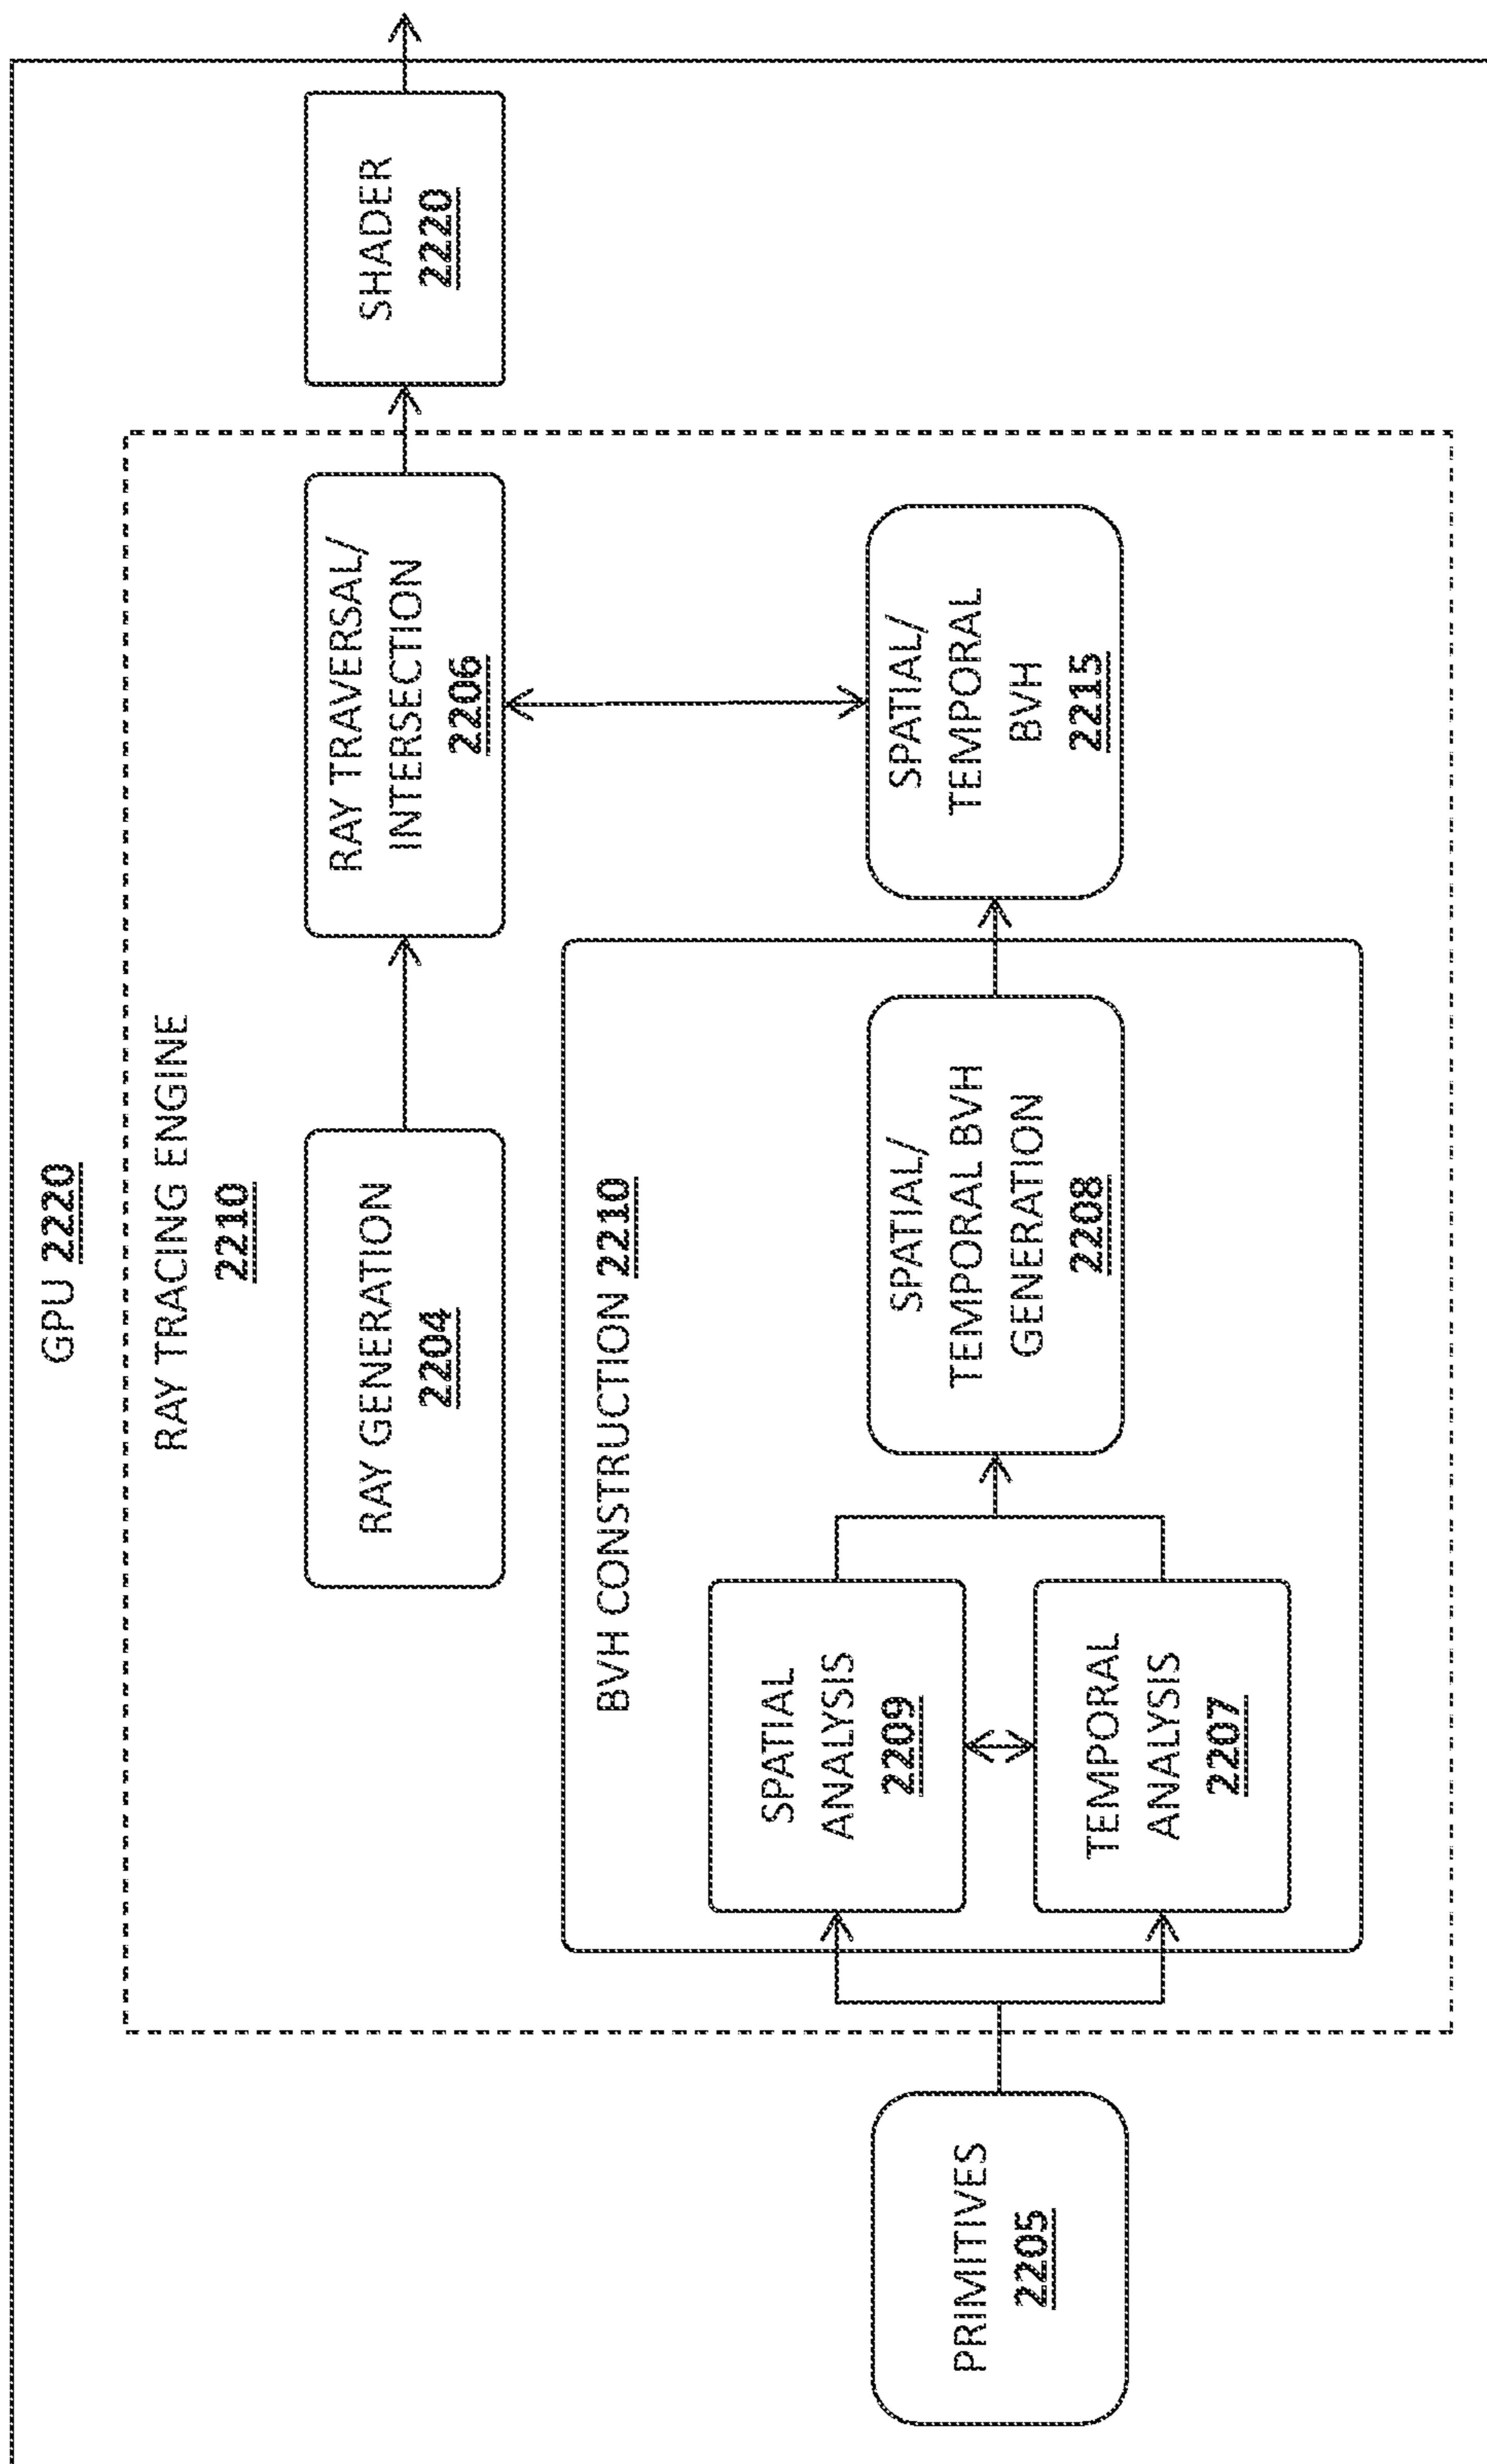 GPU 2220
RAY TRACING ENGINE
2210
RAY GENERATION
2204
RAY TRAVERSAL/
INTERSECTION
2206
SHADER
2220
BVH CONSTRUCTION 2210
PRIMITIVES
2205
SPATIAL
ANALYSIS
2209
TEMPORAL
ANALYSIS
2207
SPATIAL/
TEMPORAL BVH
GENERATION
2208
SPATIAL/
TEMPORAL
BVH
2215